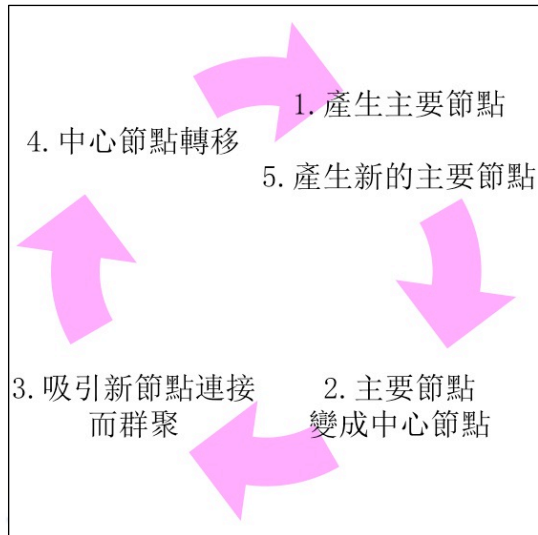 1.產生主要節點
4.中心節點轉移
5.產生新的主要節點
3.吸引新節點連接
而群聚
2.主要節點
變成中心節點